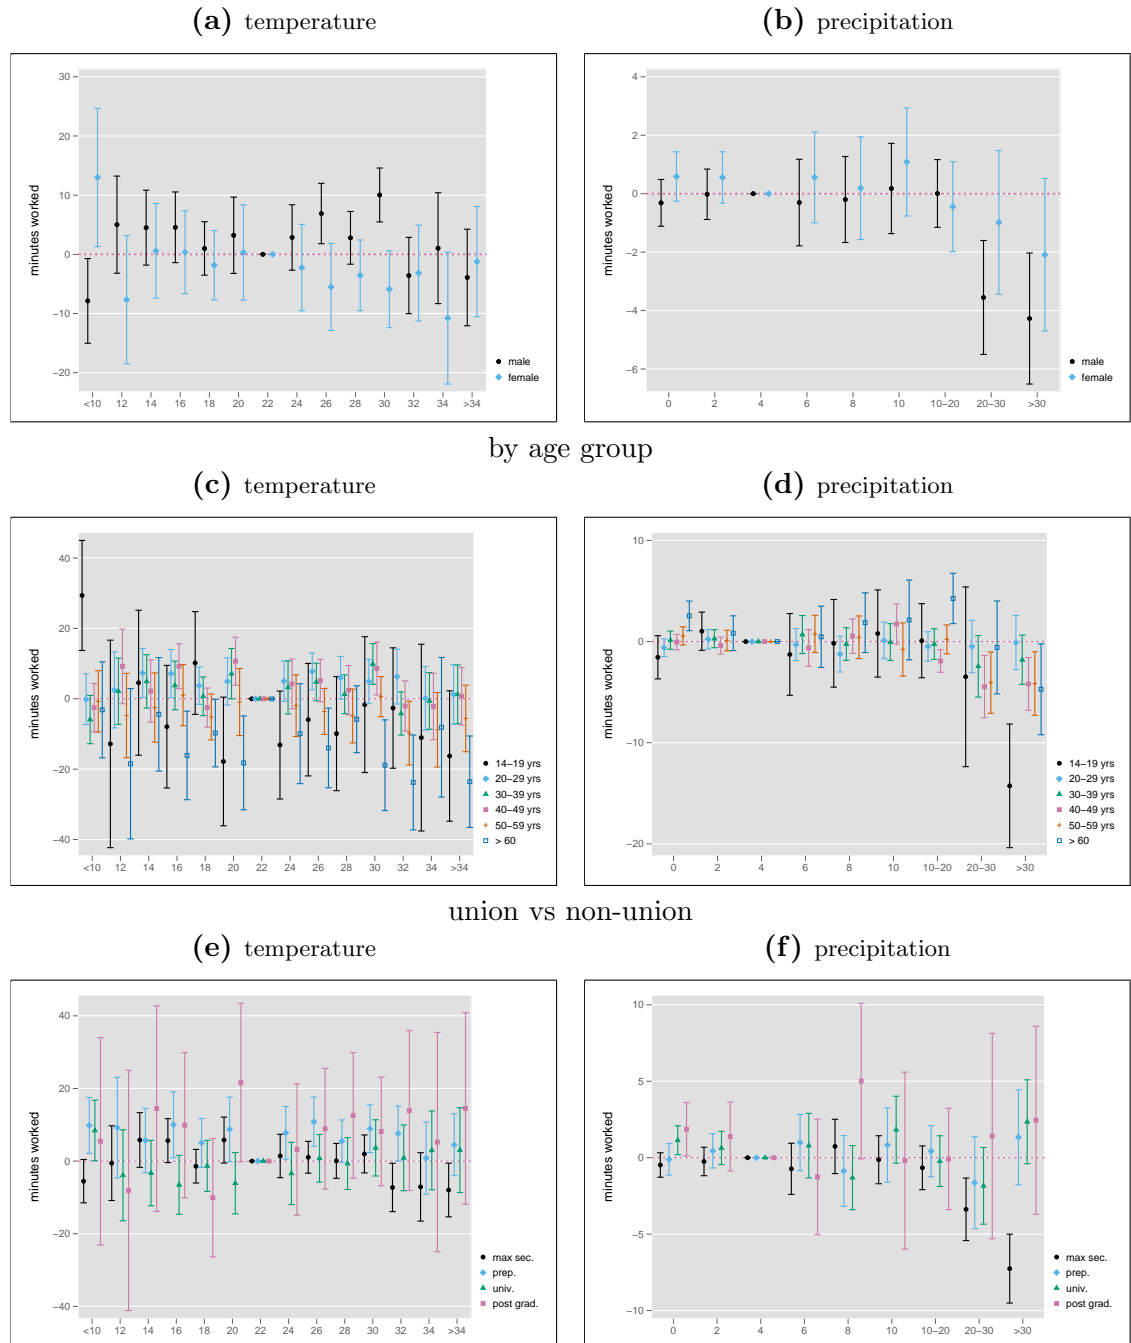 (a) temperature
(b) precipitation
30
20
10
0
−10
−20
minutes worked
<10 12 14 16 18 20 22 24 26 28 30 32 34 >34
male
female
4
2
0
−2
−4
−6
minutes worked
0 2 4 6 8 10 10−20 20−30 >30
male
female
by age group
(c) temperature
(d) precipitation
40
20
0
−20
−40
minutes worked
<10 12 14 16 18 20 22 24 26 28 30 32 34 >34
14−19 yrs
20−29 yrs
30−39 yrs
40−49 yrs
50−59 yrs
> 60
10
0
−10
−20
minutes worked
0 2 4 6 8 10 10−20 20−30 >30
14−19 yrs
20−29 yrs
30−39 yrs
40−49 yrs
50−59 yrs
> 60
union vs non-union
(e) temperature
(f) precipitation
40
20
0
−20
−40
minutes worked
<10 12 14 16 18 20 22 24 26 28 30 32 34 >34
max sec.
prep.
univ.
post grad.
10
5
0
−5
−10
minutes worked
0 2 4 6 8 10 10−20 20−30 >30
max sec.
prep.
univ.
post grad.